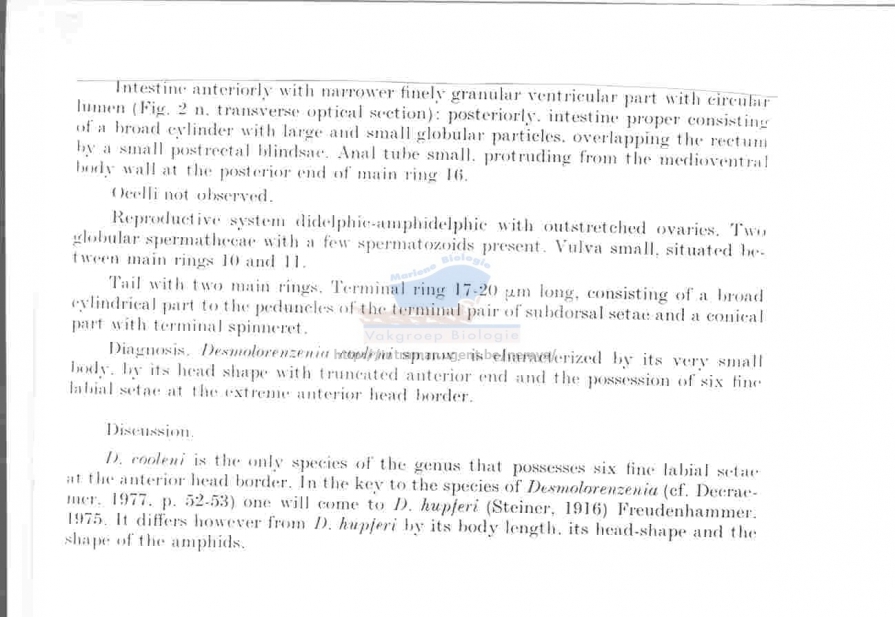 Intestine anteriorly with narrower finely granular ventricular part with circular
lumen (Fig. 2 n, transverse optical section); posteriorly, intestine proper consisting
of a broad cylinder with large and small globular particles, overlapping the rectum
by a small postrectal blindsac. Anal tube small, protruding from the medioventral
body wall at the posterior end of main ring 16.
Ocelli not observed.
Reproductive system didelphic-amphidelphic with outstretched ovaries. Two
globular spermathecae with a few spermatozoids present. Vulva small, situated be-
tween main rings 10 and 11.
Marine Biologie
Tail with two main rings. Terminal ring 17-20 μm long, consisting of a broad
cylindrical part to the peduncles of the terminal pair of subdorsal setae and a conical
part with terminal spinneret.
Vakgroep Biologie
Diagnosis. Desmolorenzenia cooleni sp. nov. is characterized by its very small
body, by its head shape with truncated anterior end and the possession of six fine
labial setae at the extreme anterior head border.
Discussion.
D. cooleni is the only species of the genus that possesses six fine labial setae
at the anterior head border. In the key to the species of Desmolorenzenia (cf. Decrae-
mer, 1977, p. 52-53) one will come to D. hupferi (Steiner, 1916) Freudenhammer,
1975. It differs however from D. hupferi by its body length, its head-shape and the
shape of the amphids.